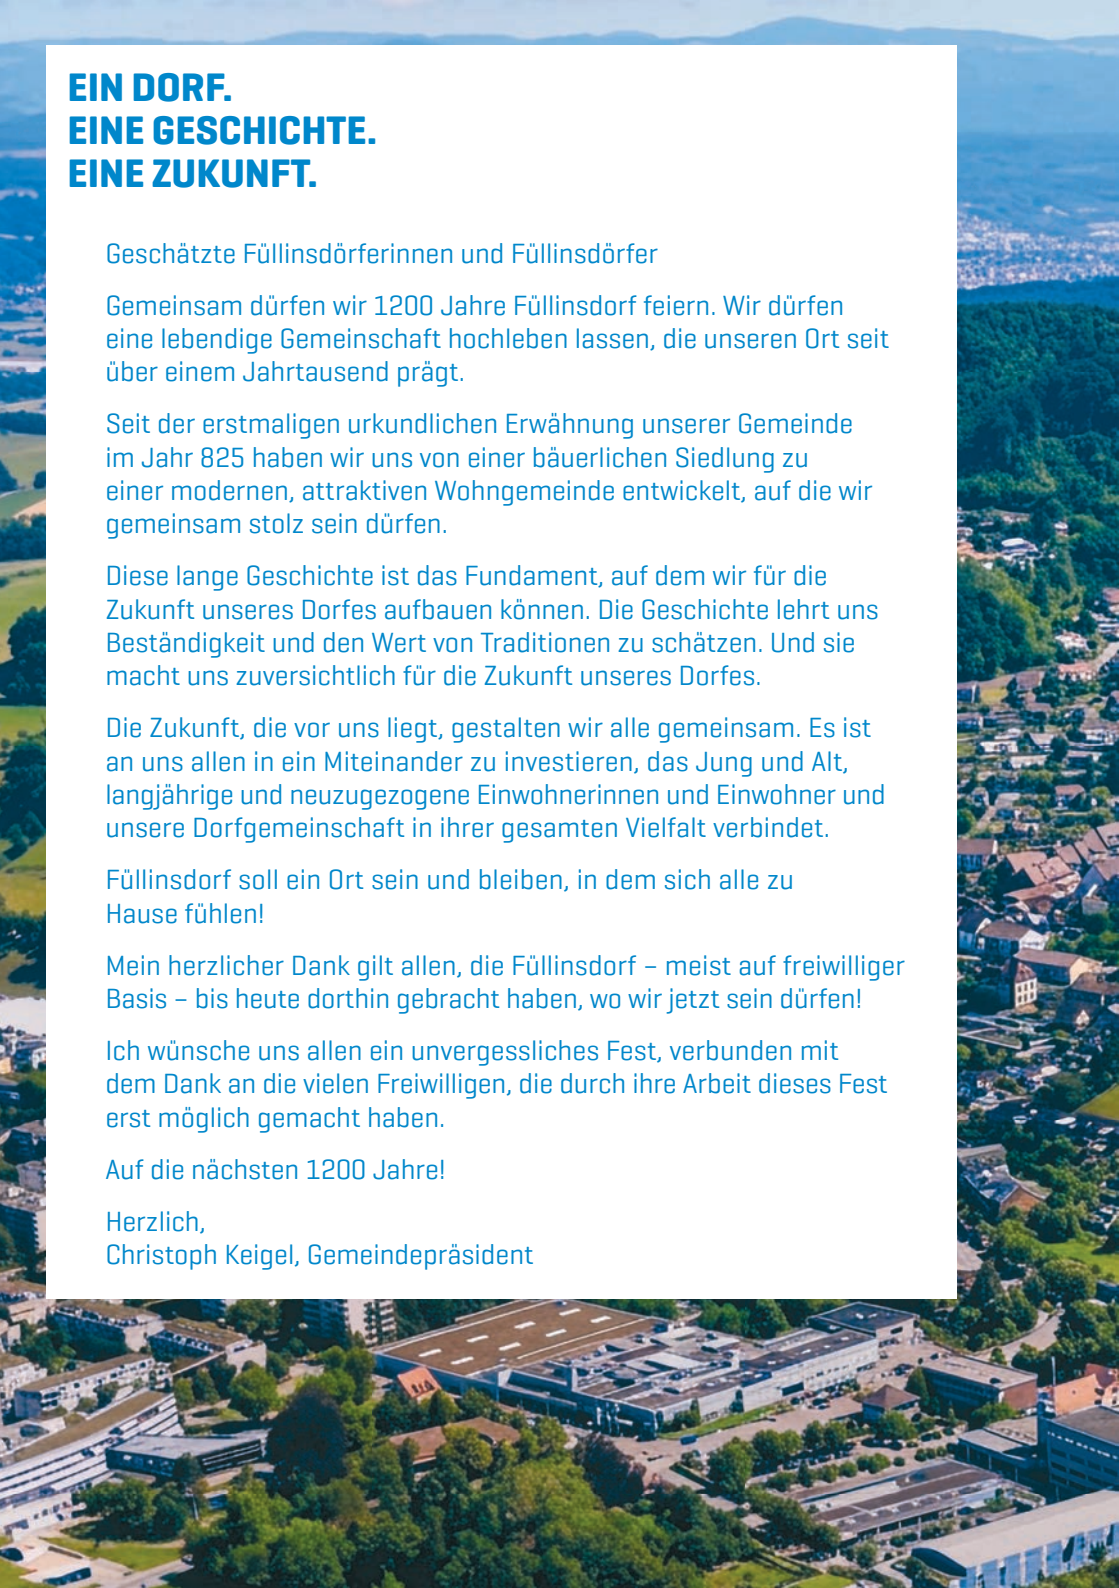 EIN DORF.
EINE GESCHICHTE.
EINE ZUKUNFT.
Geschätzte Füllinsdörferinnen und Füllinsdörfer
Gemeinsam dürfen wir 1200 Jahre Füllinsdorf feiern. Wir dürfen
eine lebendige Gemeinschaft hochleben lassen, die unseren Ort seit
über einem Jahrtausend prägt.
Seit der erstmaligen urkundlichen Erwähnung unserer Gemeinde
im Jahr 825 haben wir uns von einer bäuerlichen Siedlung zu
einer modernen, attraktiven Wohngemeinde entwickelt, auf die wir
gemeinsam stolz sein dürfen.
Diese lange Geschichte ist das Fundament, auf dem wir für die
Zukunft unseres Dorfes aufbauen können. Die Geschichte lehrt uns
Beständigkeit und den Wert von Traditionen zu schätzen. Und sie
macht uns zuversichtlich für die Zukunft unseres Dorfes.
Die Zukunft, die vor uns liegt, gestalten wir alle gemeinsam. Es ist
an uns allen in ein Miteinander zu investieren, das Jung und Alt,
langjährige und neuzugezogene Einwohnerinnen und Einwohner und
unsere Dorfgemeinschaft in ihrer gesamten Vielfalt verbindet.
Füllinsdorf soll ein Ort sein und bleiben, in dem sich alle zu
Hause fühlen!
Mein herzlicher Dank gilt allen, die Füllinsdorf – meist auf freiwilliger
Basis – bis heute dorthin gebracht haben, wo wir jetzt sein dürfen!
Ich wünsche uns allen ein unvergessliches Fest, verbunden mit
dem Dank an die vielen Freiwilligen, die durch ihre Arbeit dieses Fest
erst möglich gemacht haben.
Auf die nächsten 1200 Jahre!
Herzlich,
Christoph Keigel, Gemeindepräsident